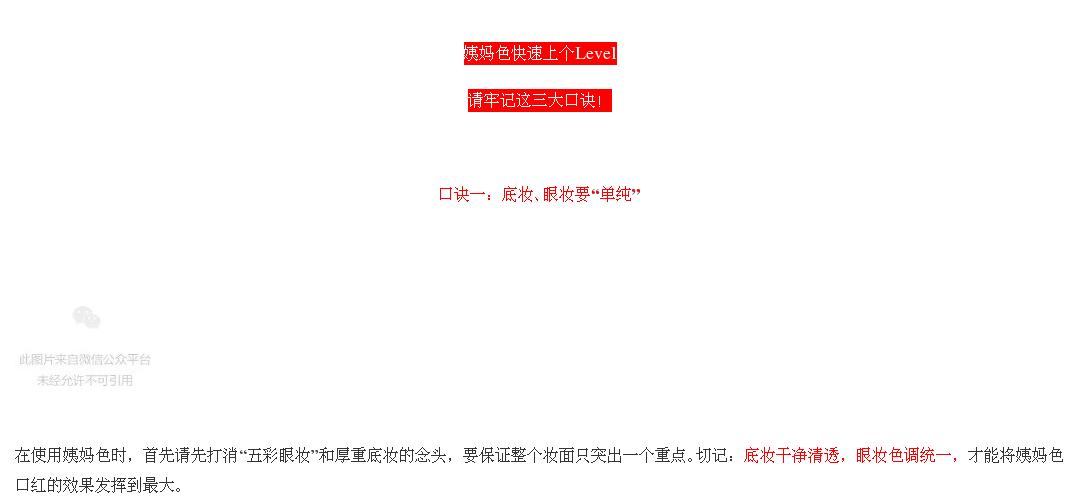 姨妈色快速上个Level
请牢记这三大口诀！
口诀一：底妆、眼妆要“单纯”
此图片来自微信公众平台
未经允许不可引用
在使用姨妈色时，首先请先打消“五彩眼妆”和厚重底妆的念头，要保证整个妆面只突出一个重点。切记：底妆干净清透，眼妆色调统一，才能将姨妈色
口红的效果发挥到最大。